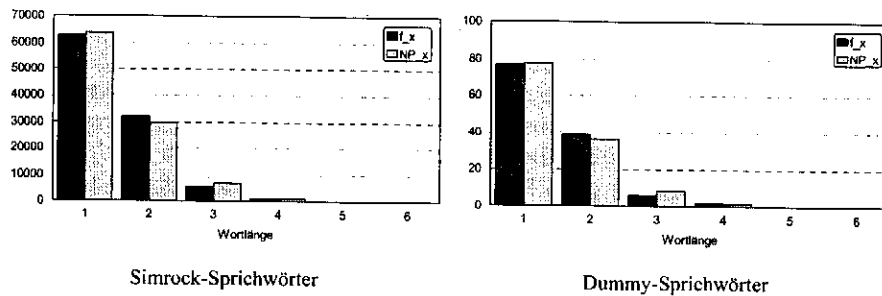 70000
60000
50000
40000
30000
20000
10000
0
f_x
NP_x
1 2 3 4 5 6
Wortlänge
Simrock-Sprichwörter
100
80
60
40
20
0
f_x
NP_x
1 2 3 4 5 6
Wortlänge
Dummy-Sprichwörter